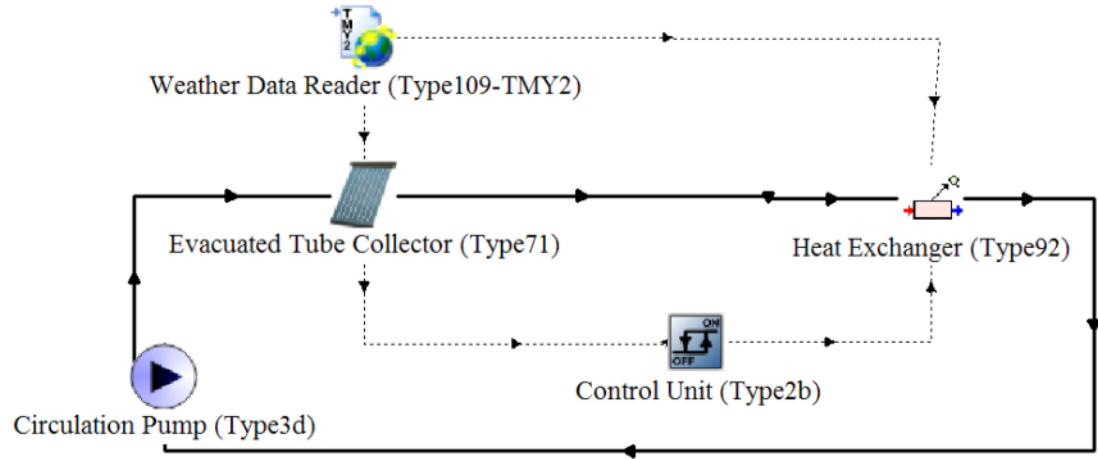 TMY2
Weather Data Reader (Type109-TMY2)
Evacuated Tube Collector (Type71)
Heat Exchanger (Type92)
ON
OFF
Control Unit (Type2b)
Circulation Pump (Type3d)